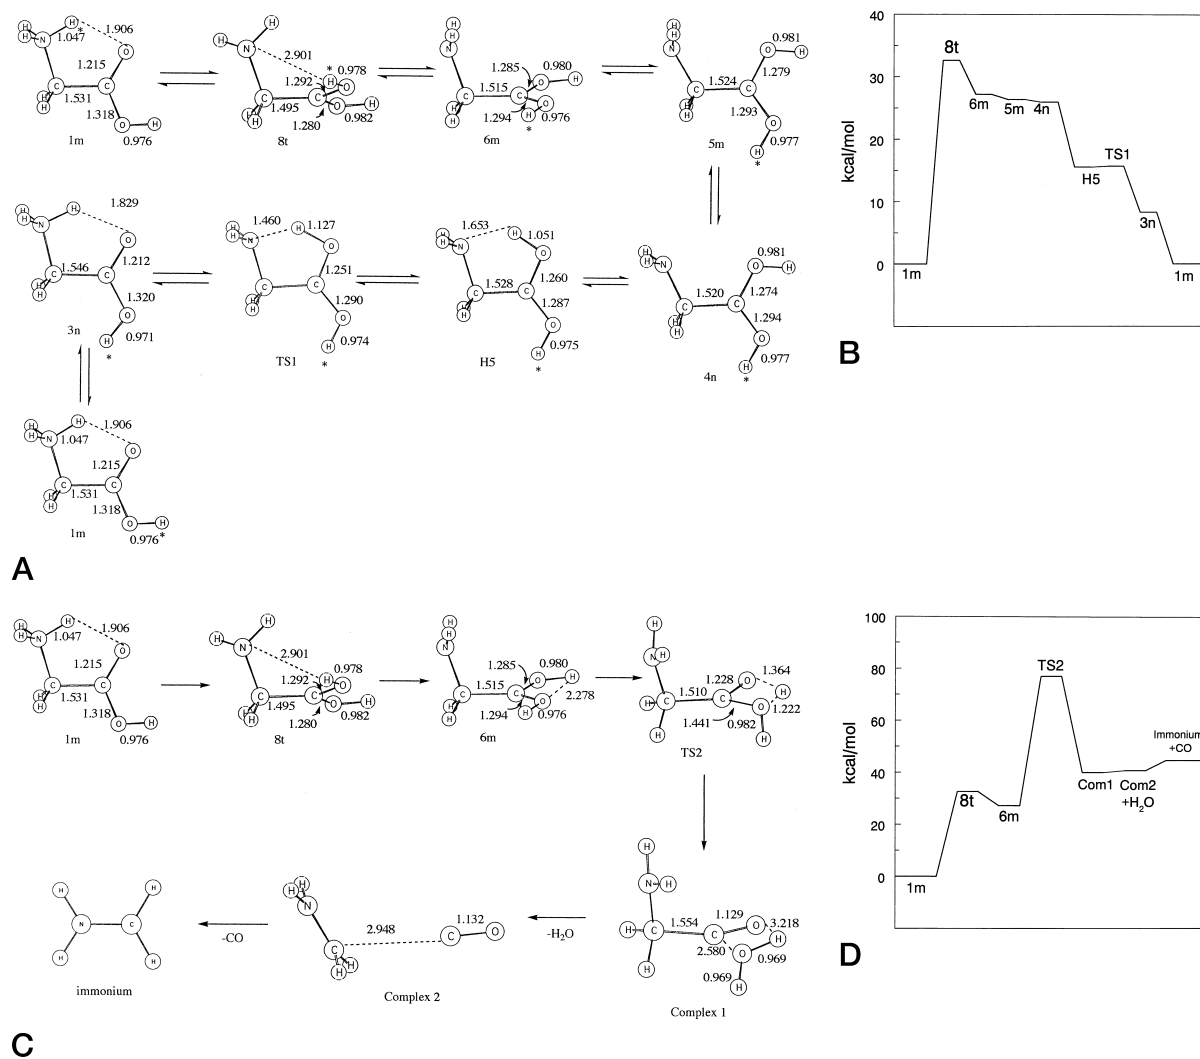 H H H 1.906
H N 1.047 * O
1.215
H C 1.531 C
H 1.318
O H
1m 0.976
H H
N 2.901 * 0.978
1.292 H O
C 1.495 C O H
H H 1.280 0.982
8t
H H
N 1.285 0.980
C 1.515 C O H
H H 1.294 H O 0.976
6m *
H H
N 0.981
O H
1.524 1.279
C C
H H 1.293 O
0.977
5m H
*
H H H 1.829
N O
1.546 1.212
C C
H H 1.320
O
3n H 0.971
*
H H 1.460 H 1.127
N O
1.251
C C
H H 1.290
O
0.974
TS1 H
*
H H 1.653 H 1.051
N O
1.528 1.260
C C
H H 1.287
O
0.975
H5 H
*
H H N 0.981
O H
1.520 1.274
C C
H H 1.294
O
0.977
4n H
*
H H H 1.906
N 1.047 O
1.215
C 1.531 C
H H 1.318
O H
1m 0.976 *
A
40
30
20
10
0
kcal/mol
8t
6m
5m
4n
H5
TS1
3n
1m
1m
B
H H H 1.906
N 1.047 O
1.215
C 1.531 C
H H 1.318
O H
1m 0.976
H H
N 2.901
0.978
1.292 H O
C 1.495 C O H
H H 1.280 0.982
8t
H H
N 1.285 0.980
C 1.515 C O H
H H 1.294 H O 0.976
2.278
6m
H
N H 1.228 1.364
O H
H C 1.510 C O 1.222
1.441 0.982
H H
TS2
H H
N C
H H
immonium
-CO
H H
N
2.948 1.132
C C O
H H
Complex 2
-H2O
H
N H
1.129
H C 1.554 C O 3.218
2.580 H
O 0.969
H 0.969 H
Complex 1
C
100
80
60
40
20
0
kcal/mol
TS2
8t
6m
1m
Com1
Com2
+H2O
Immonium
+CO
D